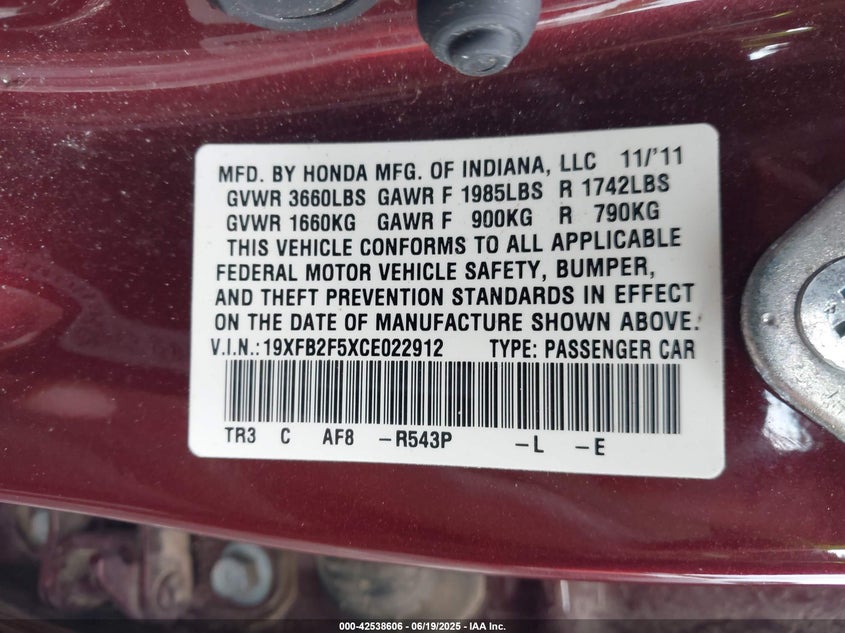 MFD. BY HONDA MFG. OF INDIANA, LLC 11/'11
GVWR 3660LBS GAWR F 1985LBS R 1742LBS
GVWR 1660KG GAWR F 900KG R 790KG
THIS VEHICLE CONFORMS TO ALL APPLICABLE
FEDERAL MOTOR VEHICLE SAFETY, BUMPER,
AND THEFT PREVENTION STANDARDS IN EFFECT
ON THE DATE OF MANUFACTURE SHOWN ABOVE.
V.I.N.:19XFB2F5XCE022912 TYPE: PASSENGER CAR
TR3 C AF8 -R543P -L -E
000-42538606 | 06/19/2025 - IAA Inc.